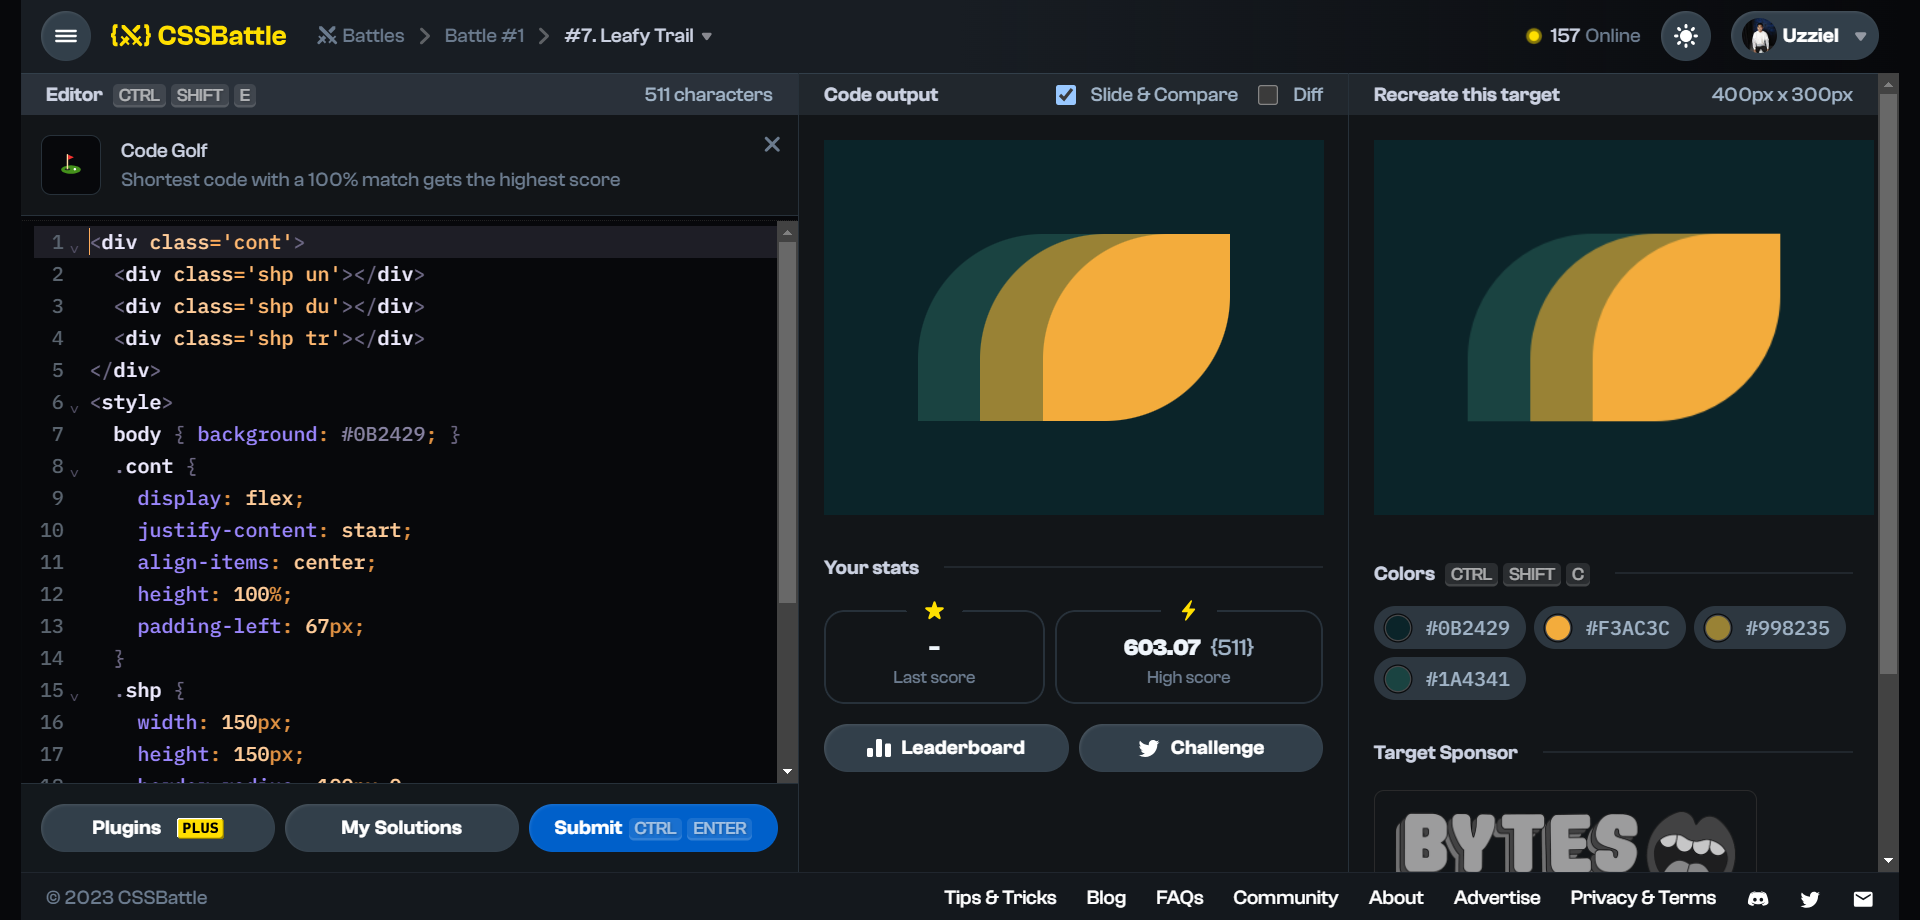 CSSBattle
Battles
Battle #1
#7. Leafy Trail
157 Online
Uzziel
Editor CTRL SHIFT E
511 characters
Code Golf
Shortest code with a 100% match gets the highest score
1 <div class='cont'>
2 <div class='shp un'></div>
3 <div class='shp du'></div>
4 <div class='shp tr'></div>
5 </div>
6 <style>
7 body { background: #0B2429; }
8 .cont {
9 display: flex;
10 justify-content: start;
11 align-items: center;
12 height: 100%;
13 padding-left: 67px;
14 }
15 .shp {
16 width: 150px;
17 height: 150px;
Plugins PLUS
My Solutions
Submit CTRL ENTER
Code output
Slide & Compare
Diff
Your stats
-
Last score
603.07 {511}
High score
Leaderboard
Challenge
Recreate this target
400px x 300px
Colors CTRL SHIFT C
#0B2429
#F3AC3C
#998235
#1A4341
Target Sponsor
BYTES
© 2023 CSSBattle
Tips & Tricks
Blog
FAQs
Community
About
Advertise
Privacy & Terms